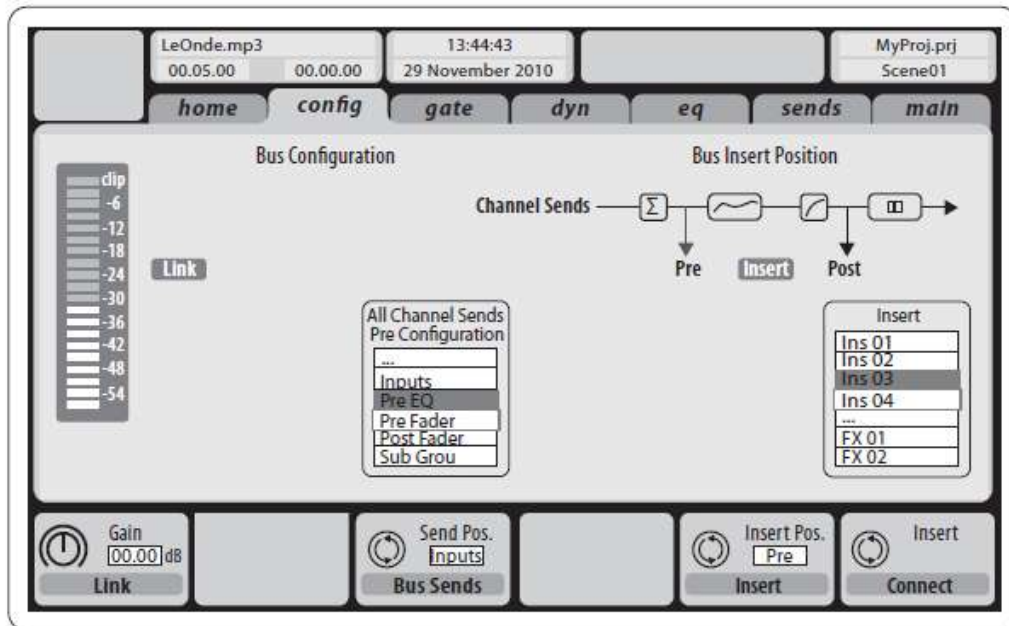 LeOnde.mp3
00.05.00 00.00.00
13:44:43
29 November 2010
MyProj.prj
Scene01
home config gate dyn eq sends main
Bus Configuration
Bus Insert Position
clip
-6
-12
-18
-24
-30
-36
-42
-48
-54
Link
Channel Sends
Σ
Pre Insert Post
All Channel Sends
Pre Configuration
...
Inputs
Pre EQ
Pre Fader
Post Fader
Sub Grou
Insert
Ins 01
Ins 02
Ins 03
Ins 04
...
FX 01
FX 02
Gain
00.00 dB
Link
Send Pos.
Inputs
Bus Sends
Insert Pos.
Pre
Insert
Insert
Connect